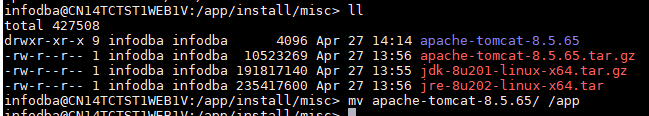 infodba@CN14TCTST1WEB1V:/app/install/misc> ll
total 427508
drwxr-xr-x 9 infodba infodba      4096 Apr 27 14:14 apache-tomcat-8.5.65
-rw-r--r-- 1 infodba infodba  10523269 Apr 27 13:56 apache-tomcat-8.5.65.tar.gz
-rw-r--r-- 1 infodba infodba 191817140 Apr 27 13:55 jdk-8u201-linux-x64.tar.gz
-rw-r--r-- 1 infodba infodba 235417600 Apr 27 13:56 jre-8u202-linux-x64.tar
infodba@CN14TCTST1WEB1V:/app/install/misc> mv apache-tomcat-8.5.65/ /app
infodba@CN14TCTST1WEB1V:/app/install/misc>